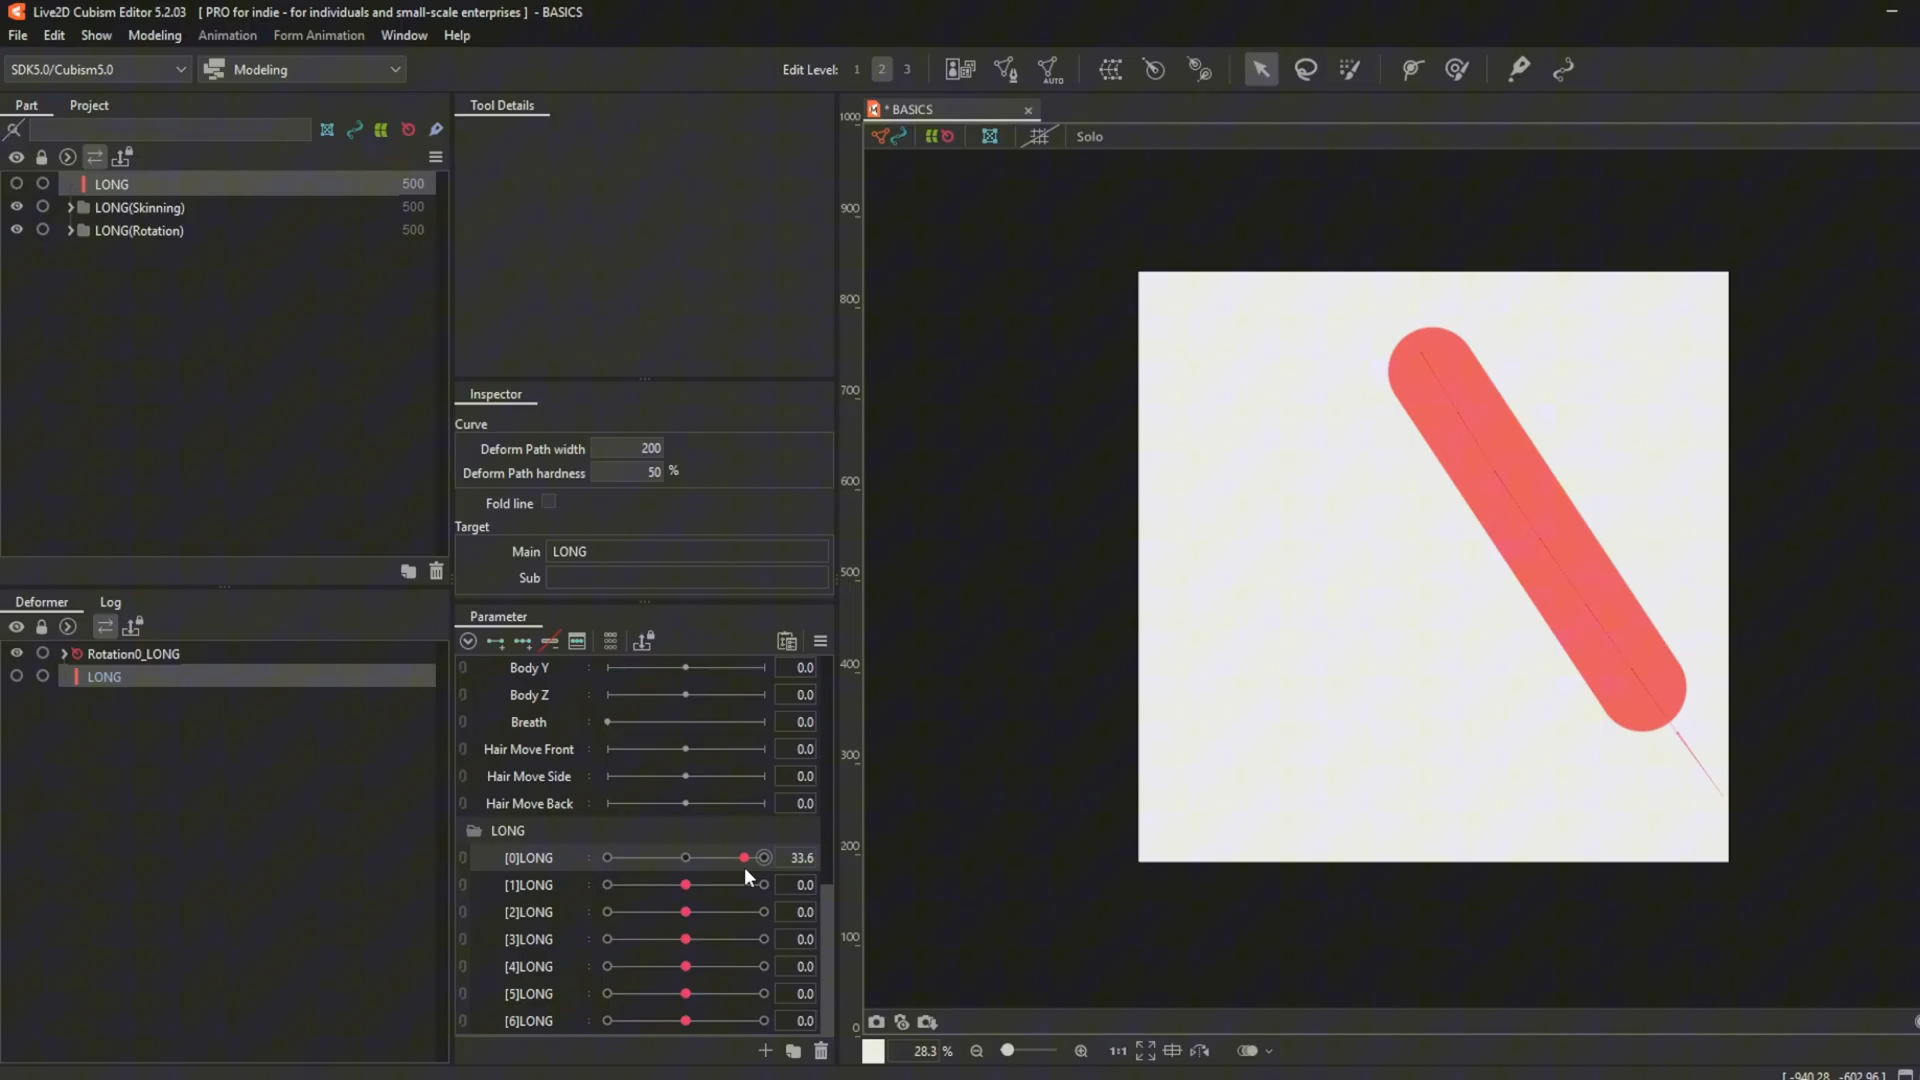 Live2D Cubism Editor 5.2.03 [ PRO for indie - for individuals and small-scale enterprises ] - BASICS
File Edit Show Modeling Animation Form Animation Window Help
SDK5.0/Cubism5.0 Modeling Edit Level: 1 2 3 AUTO
Part Project
LONG 500
LONG(Skinning) 500
LONG(Rotation) 500
Deformer Log
Rotation0_LONG
LONG
Tool Details
Inspector
Curve
Deform Path width 200
Deform Path hardness 50 %
Fold line
Target
Main LONG
Sub
Parameter
Body Y : 0.0
Body Z : 0.0
Breath : 0.0
Hair Move Front : 0.0
Hair Move Side : 0.0
Hair Move Back : 0.0
LONG
[0]LONG : 33.6
[1]LONG : 0.0
[2]LONG : 0.0
[3]LONG : 0.0
[4]LONG : 0.0
[5]LONG : 0.0
[6]LONG : 0.0
* BASICS
Solo
1000
900
800
700
600
500
400
300
200
100
0
28.3 % 1:1
[ -940.28 -602.96 ]